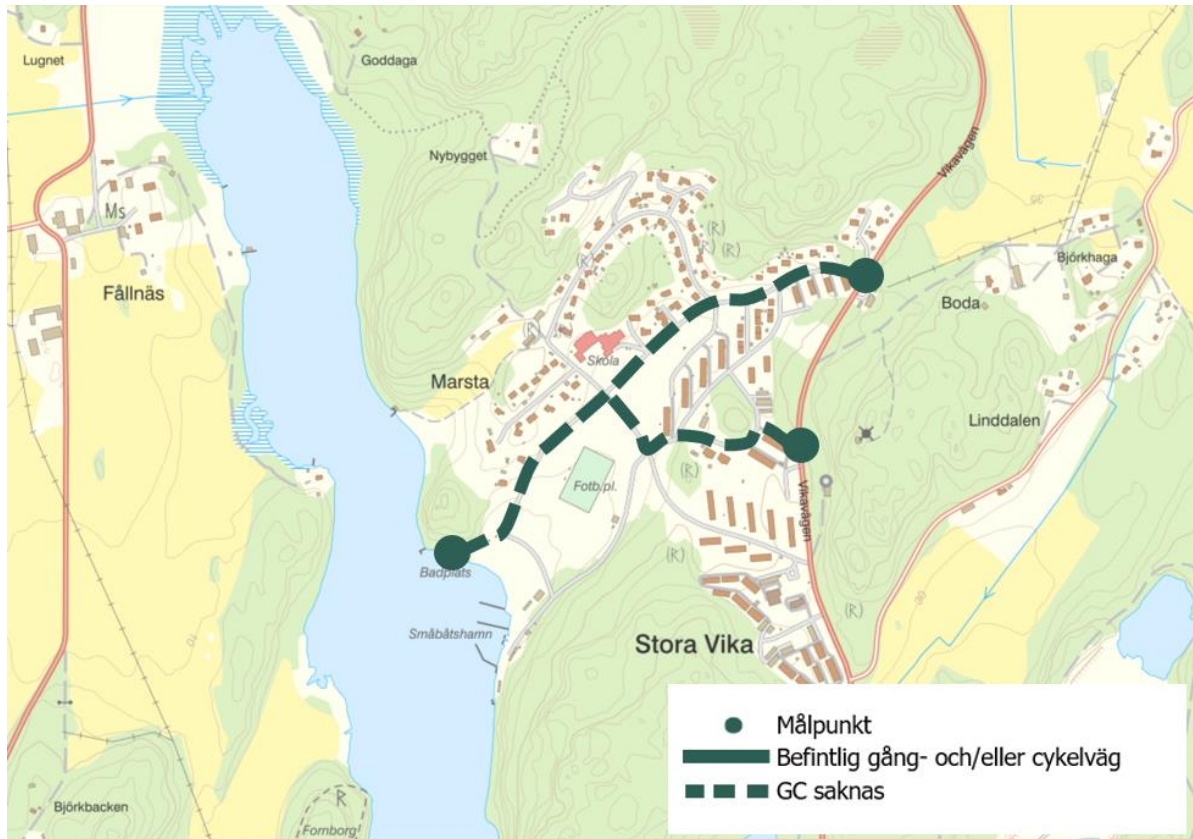 Lugnet
Goddaga
Nybygget
Vikavägen
Ms
(R)
(R)
(R)
(R)
Björkhaga
Fållnäs
Boda
R
Skola
Marsta
Linddalen
Fotb.pl.
(R)
Vikavägen
(R)
Badplats
(R)
Småbåtshamn
Stora Vika
Målpunkt
Befintlig gång- och/eller cykelväg
GC saknas
Björkbacken
R
Fornborg